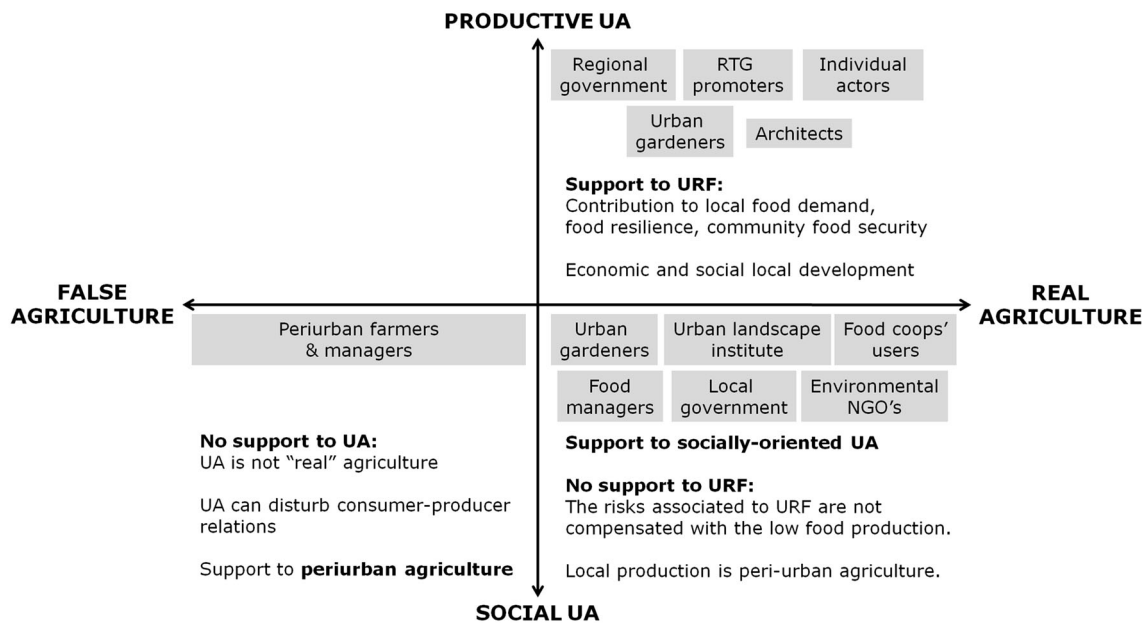 PRODUCTIVE UA
Regional
government
RTG
promoters
Individual
actors
Urban
gardeners
Architects
Support to URF:
Contribution to local food demand,
food resilience, community food security
Economic and social local development
FALSE
AGRICULTURE
REAL
AGRICULTURE
Periurban farmers
& managers
Urban
gardeners
Urban landscape
institute
Food coops’
users
Food
managers
Local
government
Environmental
NGO’s
No support to UA:
UA is not “real” agriculture
UA can disturb consumer-producer
relations
Support to periurban agriculture
Support to socially-oriented UA
No support to URF:
The risks associated to URF are not
compensated with the low food production.
Local production is peri-urban agriculture.
SOCIAL UA